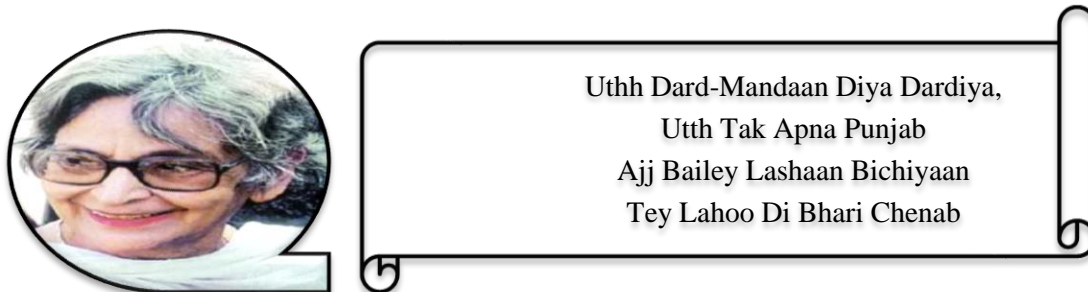 Uthh Dard-Mandaan Diya Dardiya,
Utth Tak Apna Punjab
Ajj Bailey Lashaan Bichiyaan
Tey Lahoo Di Bhari Chenab